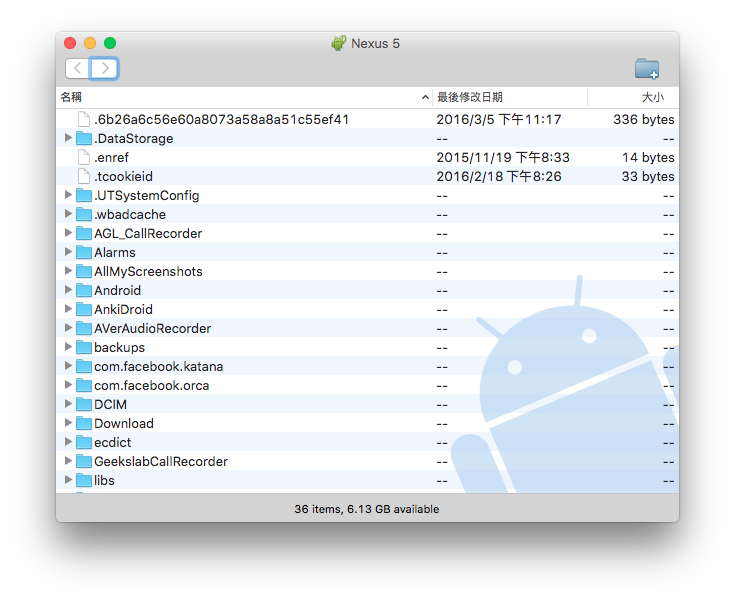 Nexus 5
名稱 最後修改日期 大小
.6b26a6c56e60a8073a58a8a51c55ef41 2016/3/5 下午11:17 336 bytes
.DataStorage -- --
.enref 2015/11/19 下午8:33 14 bytes
.tcookieid 2016/2/18 下午8:26 33 bytes
.UTSystemConfig -- --
.wbadcache -- --
AGL_CallRecorder -- --
Alarms -- --
AllMyScreenshots -- --
Android -- --
AnkiDroid -- --
AVerAudioRecorder -- --
backups -- --
com.facebook.katana -- --
com.facebook.orca -- --
DCIM -- --
Download -- --
ecdict -- --
GeekslabCallRecorder -- --
libs -- --
36 items, 6.13 GB available